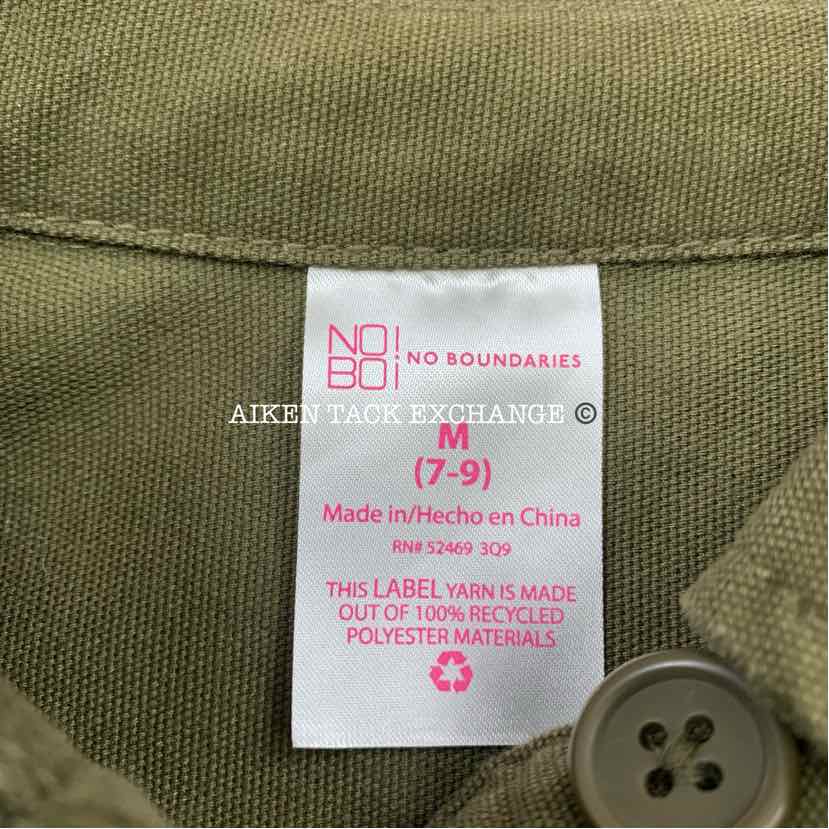 NO!
BOi
NO BOUNDARIES
AIKEN TACK EXCHANGE ©
M
(7-9)
Made in/Hecho en China
RN# 52469 3Q9
THIS LABEL YARN IS MADE
OUT OF 100% RECYCLED
POLYESTER MATERIALS